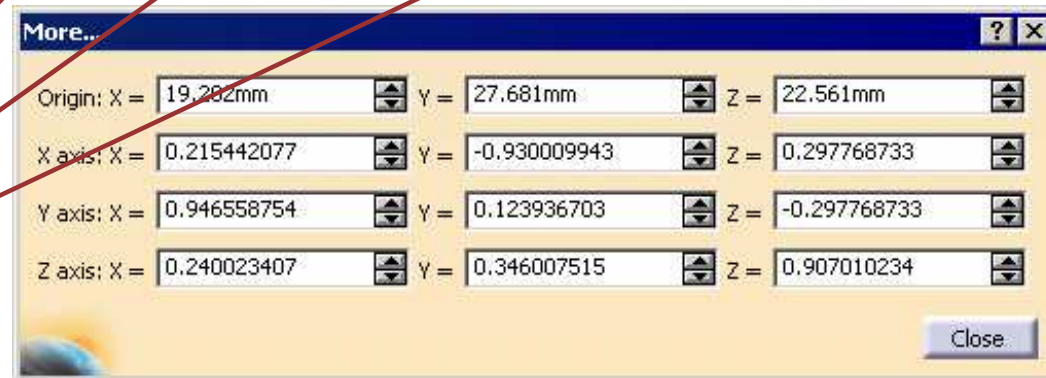 More...
Origin: X = 19.202mm Y = 27.681mm Z = 22.561mm
X axis: X = 0.215442077 Y = -0.930009943 Z = 0.297768733
Y axis: X = 0.946558754 Y = 0.123936703 Z = -0.297768733
Z axis: X = 0.240023407 Y = 0.346007515 Z = 0.907010234
Close